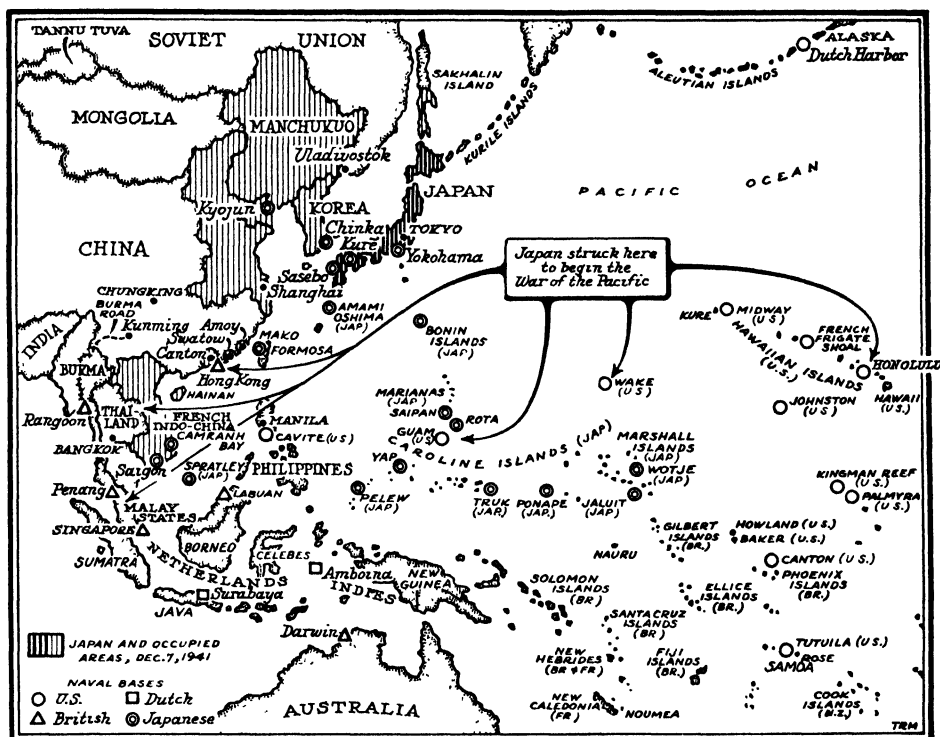 TANNU TUVA
SOVIET UNION
ALASKA
Dutch Harbor
ALEUTIAN ISLANDS
SAKHALIN
ISLAND
KURILE ISLANDS
MONGOLIA
MANCHUKUO
Vladivostok
PACIFIC OCEAN
JAPAN
Kyojun
KOREA
Chinka
Kure
TOKYO
Yokohama
CHINA
Sasebo
Shanghai
Japan struck here
to begin the
War of the Pacific
CHUNGKING
BURMA
ROAD
Kunming
Amoy
Swatow
Canton
AMAMI
OSHIMA
(JAP)
MAKO
FORMOSA
BONIN
ISLANDS
(JAP)
KURE
MIDWAY
(U S)
FRENCH
FRIGATE
SHOAL
HAWAIIAN ISLANDS
(U.S.)
HONOLULU
HAWAII
(U.S.)
INDIA
BURMA
Hong Kong
HAINAN
WAKE
(U S)
JOHNSTON
(U S)
Rangoon
THAI
LAND
FRENCH
INDO-CHINA
CAMRANH
BAY
MANILA
CAVITE (US)
MARIANAS
(JAP)
SAIPAN
ROTA
GUAM
(US)
CAROLINE ISLANDS (JAP)
MARSHALL
ISLANDS
(JAP)
WOTJE
(JAP)
BANGKOK
Saigon
SPRATLEY
(JAP)
PHILIPPINES
YAP
KINGMAN REEF
(U S.)
PALMYRA
(U S.)
Penang
MALAY
STATES
LABUAN
PELEW
(JAP)
TRUK
(JAP)
PONAPE
(JAP)
JALUIT
(JAP)
SINGAPORE
BORNEO
CELEBES
SUMATRA
NETHERLANDS INDIES
Amboina
NEW
GUINEA
NAURU
GILBERT
ISLANDS
(BR.)
HOWLAND (U S)
BAKER (U.S.)
CANTON (U S.)
PHOENIX
ISLANDS
(BR.)
JAVA
Surabaya
SOLOMON
ISLANDS
(BR)
ELLICE
ISLANDS
(BR.)
SANTA CRUZ
ISLANDS
(BR)
Darwin
JAPAN AND OCCUPIED
AREAS, DEC. 7, 1941
NEW
HEBRIDES
(BR & FR)
FIJI
ISLANDS
(BR.)
TUTUILA (U S.)
ROSE
SAMOA
NAVAL BASES
U.S.
Dutch
British
Japanese
AUSTRALIA
NEW
CALEDONIA
(FR)
NOUMEA
COOK
ISLANDS
(N.Z.)
TRM